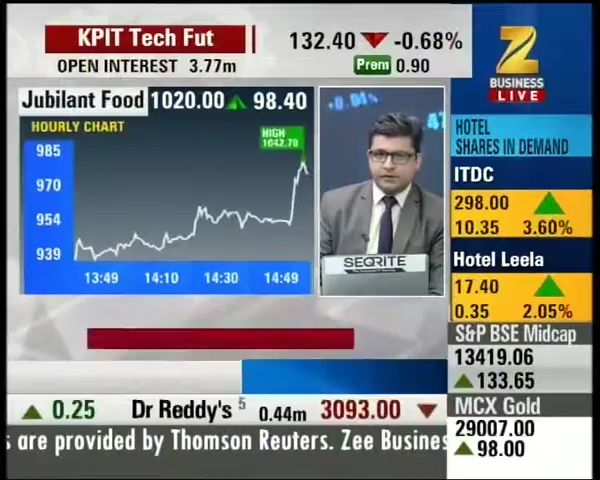 KPIT Tech Fut
132.40 -0.68%
OPEN INTEREST 3.77m
Prem 0.90
Z
BUSINESS
LIVE
Jubilant Food 1020.00 98.40
HOURLY CHART
HIGH
1042.70
985
970
954
939
13:49 14:10 14:30 14:49
+0.01%
SEQRITE
HOTEL
SHARES IN DEMAND
ITDC
298.00
10.35 3.60%
Hotel Leela
17.40
0.35 2.05%
S&P BSE Midcap
13419.06
133.65
MCX Gold
29007.00
98.00
0.25 Dr Reddy's 5 0.44m 3093.00
s are provided by Thomson Reuters. Zee Busines